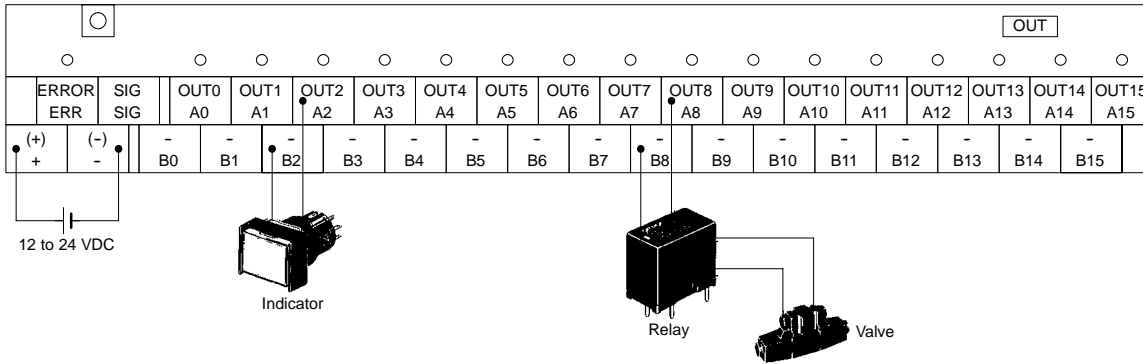 OUT
ERROR SIG OUT0 OUT1 OUT2 OUT3 OUT4 OUT5 OUT6 OUT7 OUT8 OUT9 OUT10 OUT11 OUT12 OUT13 OUT14 OUT15
ERR SIG A0 A1 A2 A3 A4 A5 A6 A7 A8 A9 A10 A11 A12 A13 A14 A15
(+) (-) - - - - - - - - - - - - - - - -
+ - B0 B1 B2 B3 B4 B5 B6 B7 B8 B9 B10 B11 B12 B13 B14 B15
12 to 24 VDC
Indicator
Relay
Valve